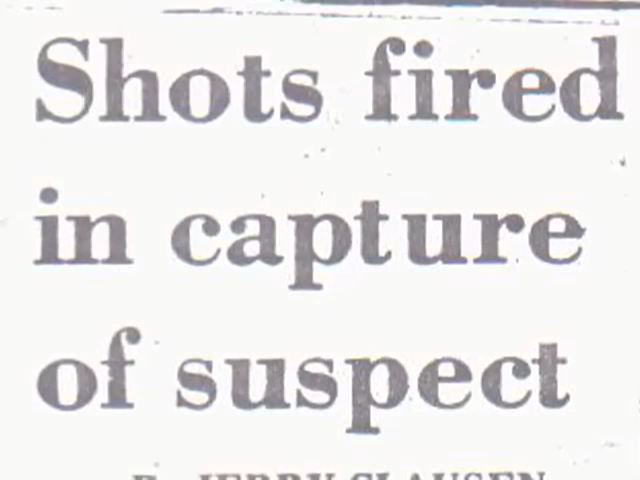 Shots fired
in capture
of suspect
By JERRY CLAUSEN